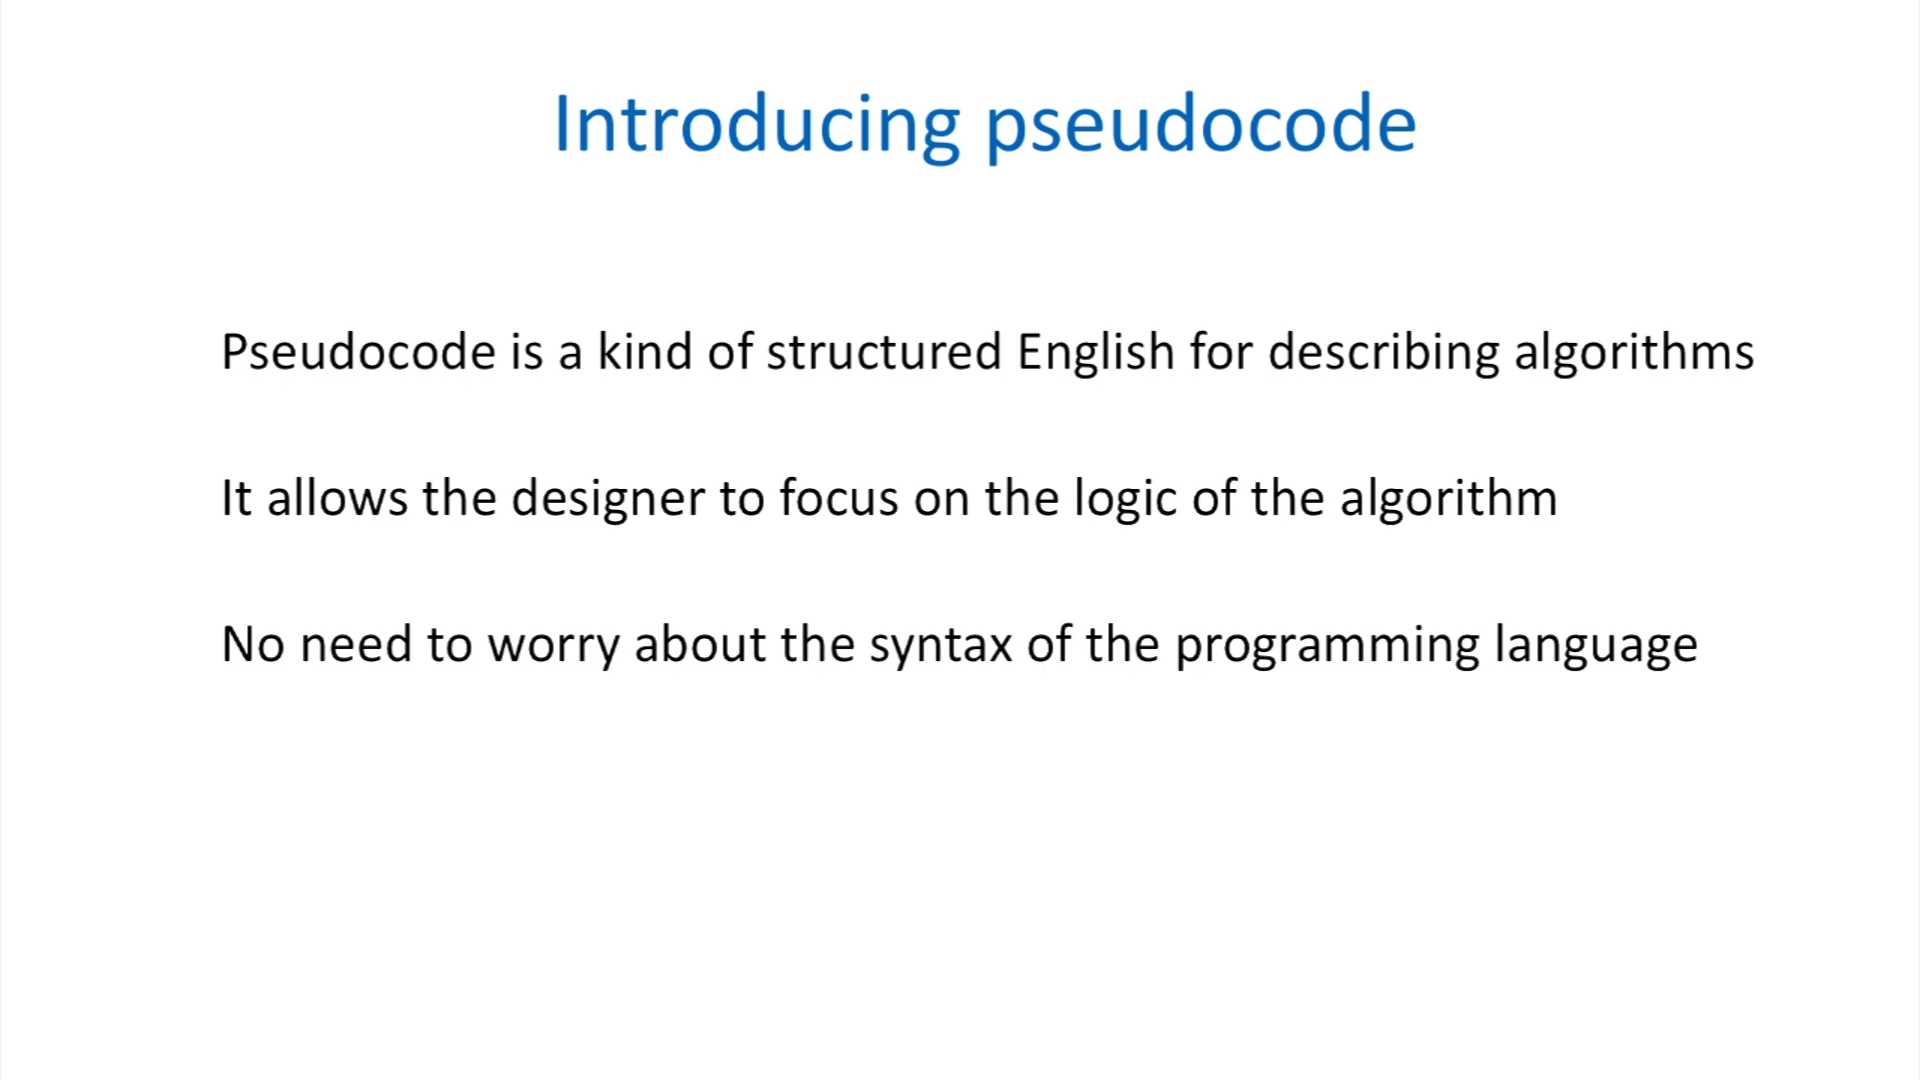 Introducing pseudocode
Pseudocode is a kind of structured English for describing algorithms
It allows the designer to focus on the logic of the algorithm
No need to worry about the syntax of the programming language